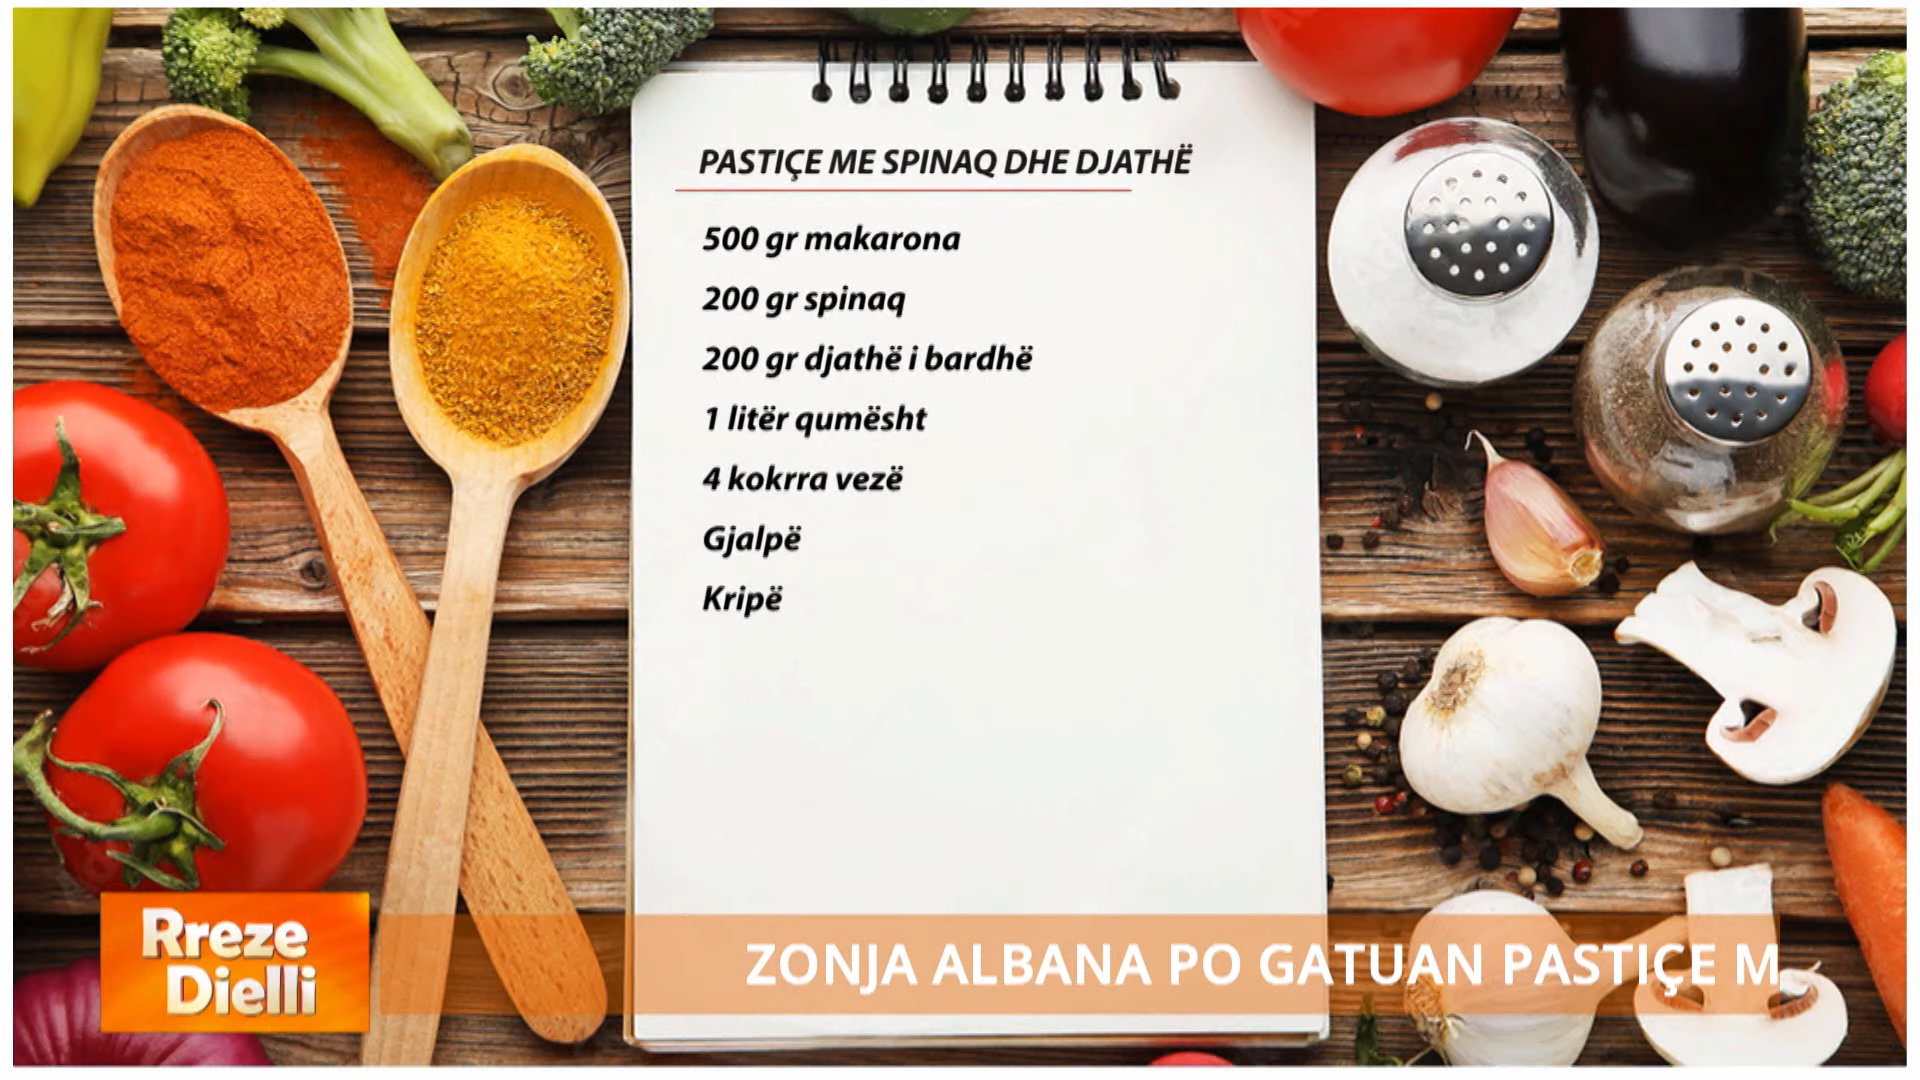 PASTIÇE ME SPINAQ DHE DJATHË
500 gr makarona
200 gr spinaq
200 gr djathë i bardhë
1 litër qumësht
4 kokrra vezë
Gjalpë
Kripë
Rreze
Dielli
ZONJA ALBANA PO GATUAN PASTIÇE M